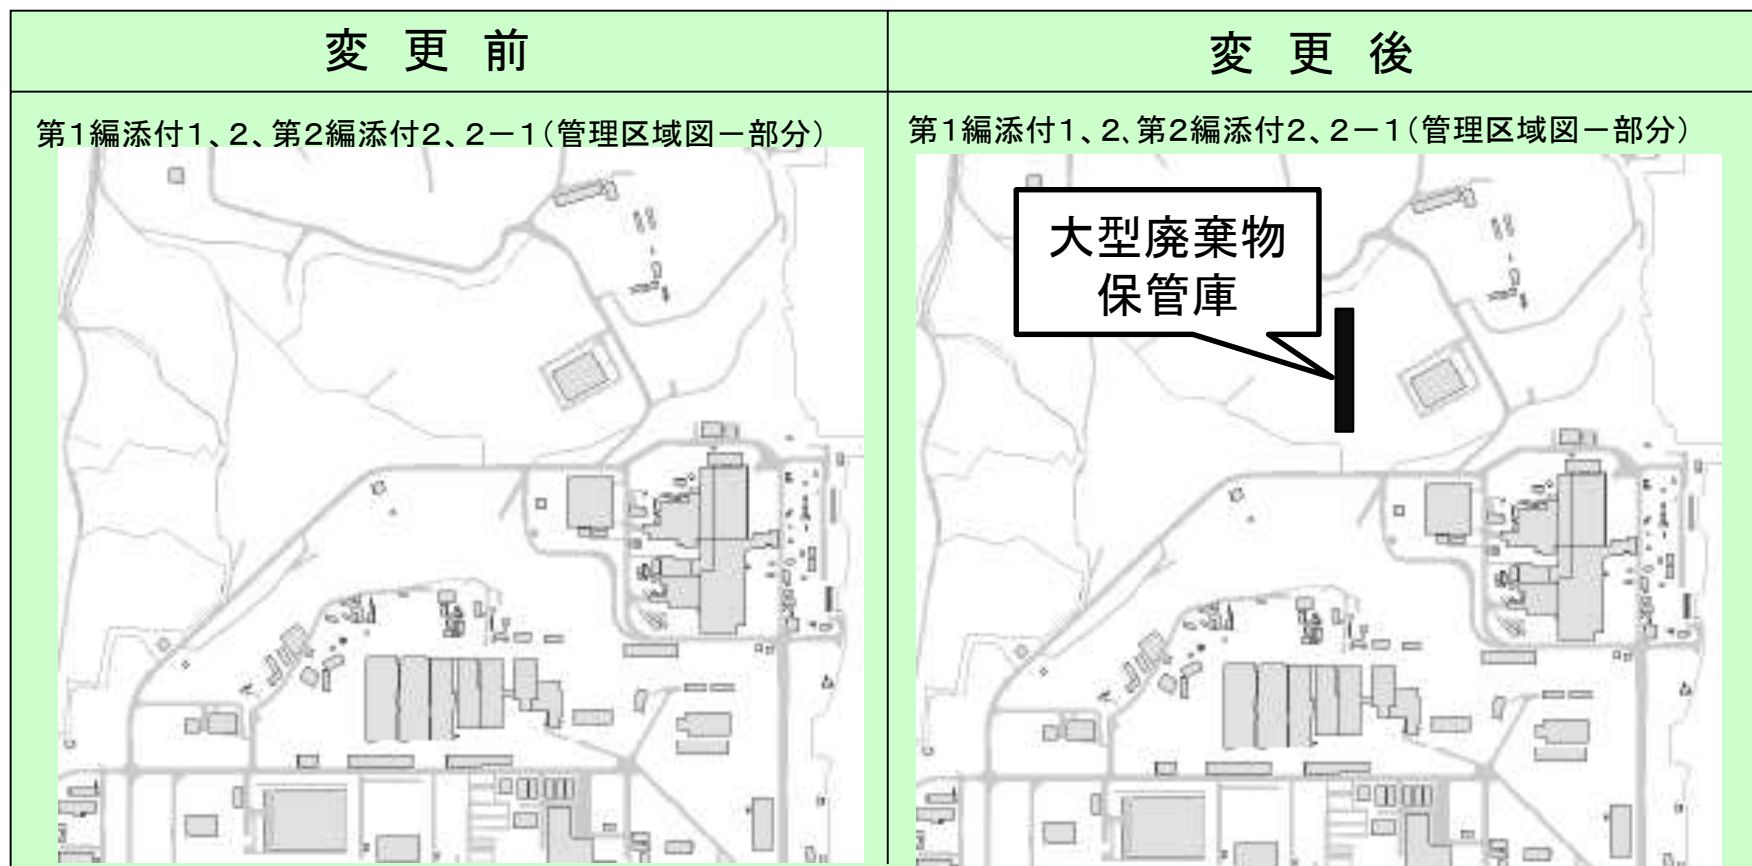 変更前
変更後
第1編添付1、2、第2編添付2、2－1(管理区域図－部分)
第1編添付1、2、第2編添付2、2－1(管理区域図－部分)
大型廃棄物
保管庫